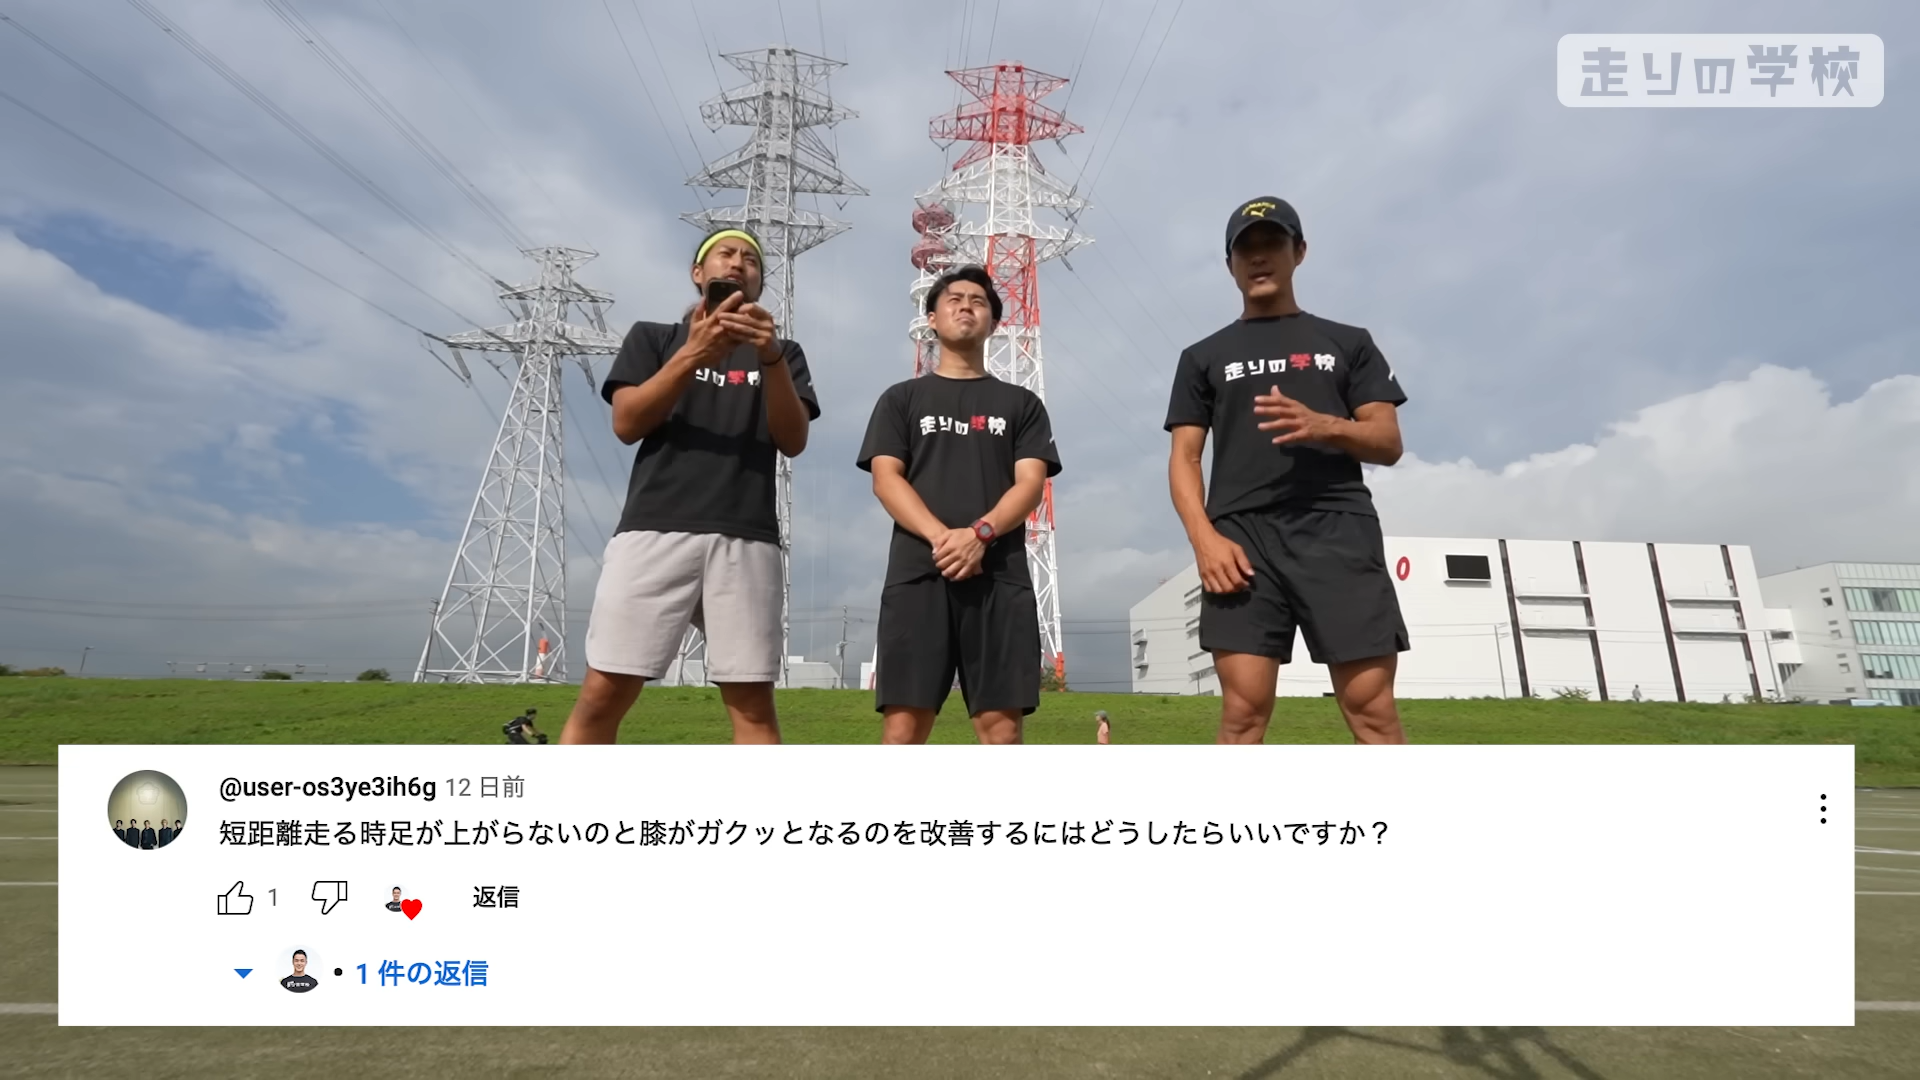 走りの学校
りの学校
走りの学校
走りの学校
@user-os3ye3ih6g 12 日前
短距離走る時足が上がらないのと膝がガクッとなるのを改善するにはどうしたらいいですか？
1
返信
• 1 件の返信